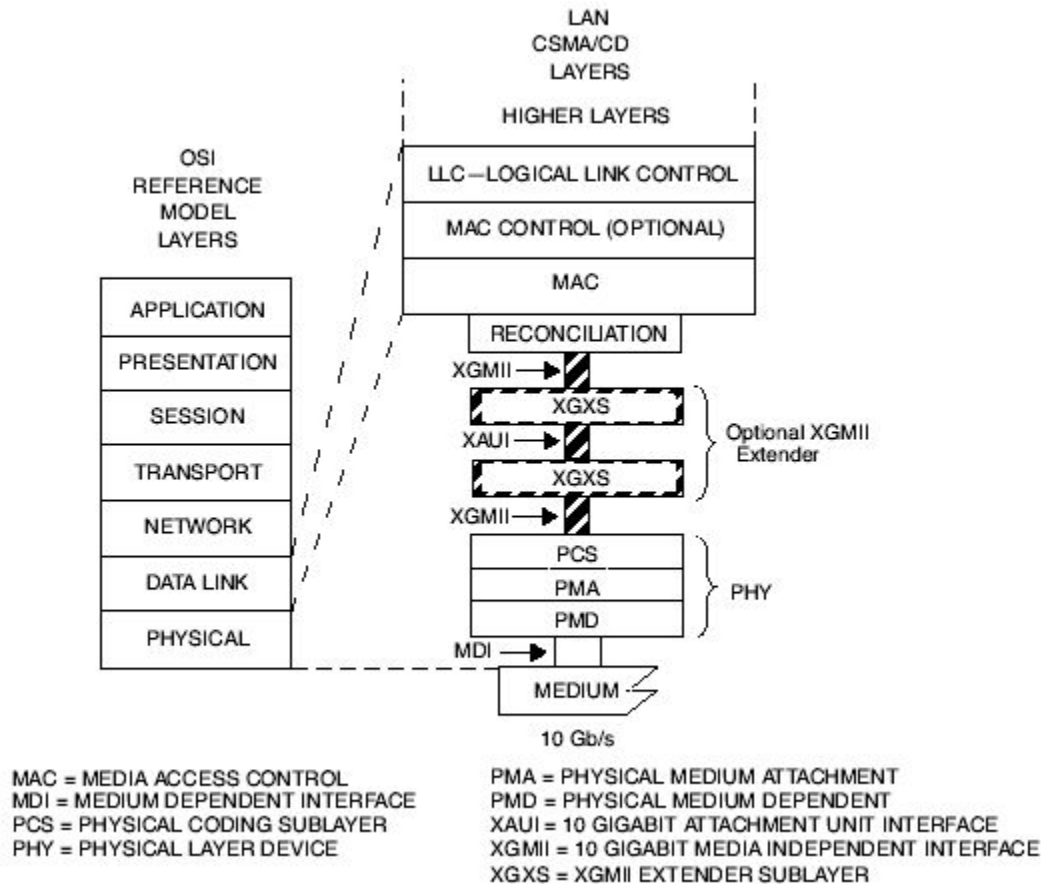 LAN
CSMA/CD
LAYERS
HIGHER LAYERS
OSI
REFERENCE
MODEL
LAYERS
LLC—LOGICAL LINK CONTROL
MAC CONTROL (OPTIONAL)
MAC
APPLICATION
PRESENTATION
SESSION
TRANSPORT
NETWORK
DATA LINK
PHYSICAL
RECONCILIATION
XGMII
XGXS
XAUI
XGXS
Optional XGMII
Extender
XGMII
PCS
PMA
PMD
PHY
MDI
MEDIUM
10 Gb/s
MAC = MEDIA ACCESS CONTROL
MDI = MEDIUM DEPENDENT INTERFACE
PCS = PHYSICAL CODING SUBLAYER
PHY = PHYSICAL LAYER DEVICE
PMA = PHYSICAL MEDIUM ATTACHMENT
PMD = PHYSICAL MEDIUM DEPENDENT
XAUI = 10 GIGABIT ATTACHMENT UNIT INTERFACE
XGMII = 10 GIGABIT MEDIA INDEPENDENT INTERFACE
XGXS = XGMII EXTENDER SUBLAYER